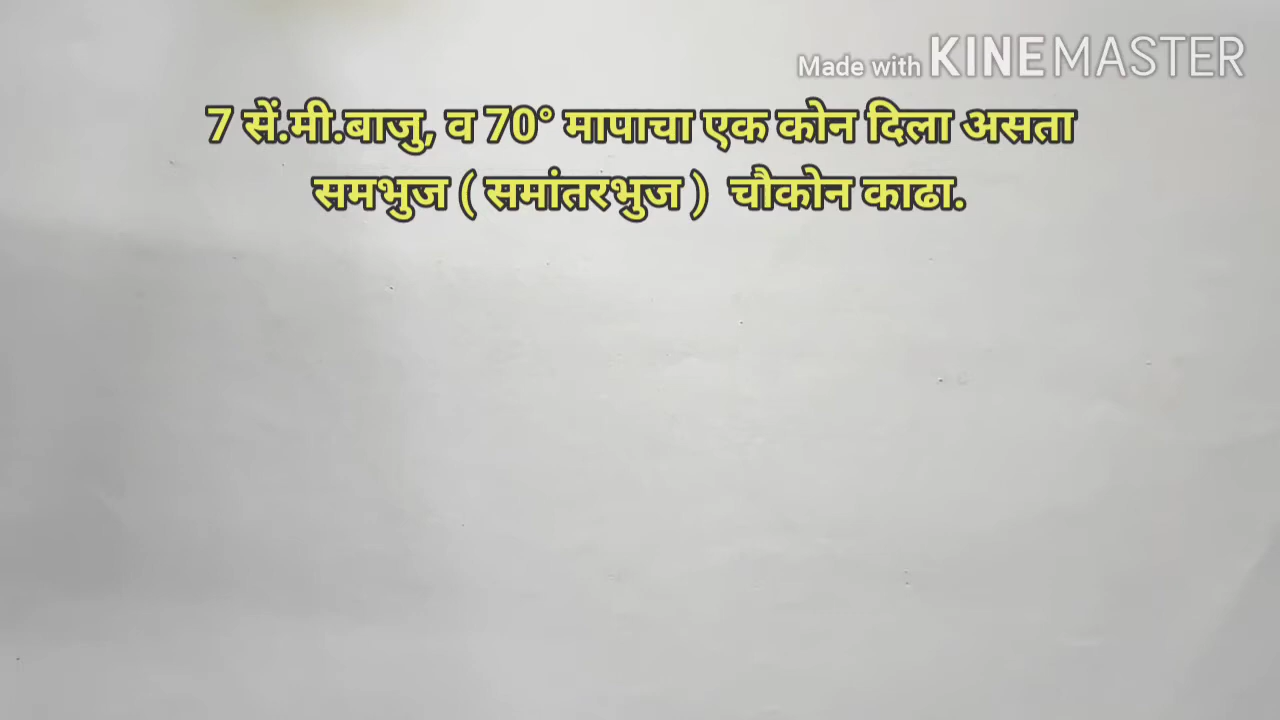 Made with KINEMASTER
7 सें.मी.बाजु, व 70° मापाचा एक कोन दिला असता
समभुज ( समांतरभुज ) चौकोन काढा.